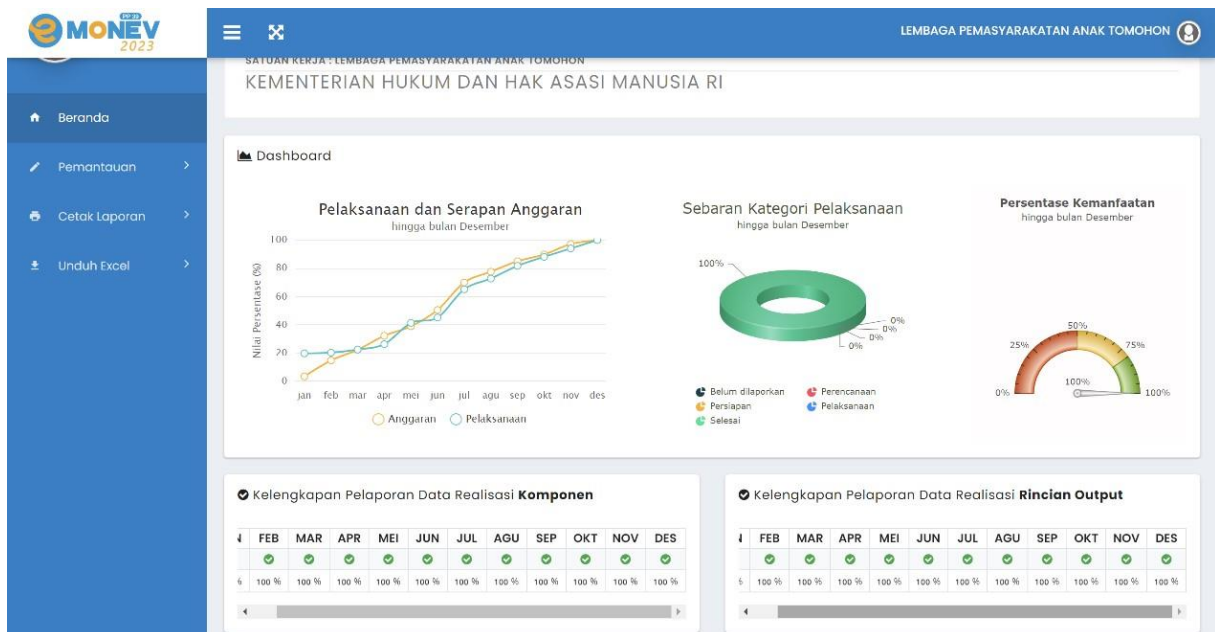 PP 39
e MONEV
2023
LEMBAGA PEMASYARAKATAN ANAK TOMOHON
SATUAN KERJA : LEMBAGA PEMASYARAKATAN ANAK TOMOHON
KEMENTERIAN HUKUM DAN HAK ASASI MANUSIA RI
Beranda
Pemantauan
Cetak Laporan
Unduh Excel
Dashboard
Pelaksanaan dan Serapan Anggaran
hingga bulan Desember
Nilai Persentase (%)
100
80
60
40
20
0
jan feb mar apr mei jun jul agu sep okt nov des
Anggaran Pelaksanaan
Sebaran Kategori Pelaksanaan
hingga bulan Desember
100%
0%
0%
0%
0%
Belum dilaporkan Perencanaan
Persiapan Pelaksanaan
Selesai
Persentase Kemanfaatan
hingga bulan Desember
50%
25% 75%
100%
0% 100%
Kelengkapan Pelaporan Data Realisasi Komponen
FEB MAR APR MEI JUN JUL AGU SEP OKT NOV DES
100 % 100 % 100 % 100 % 100 % 100 % 100 % 100 % 100 % 100 % 100 %
Kelengkapan Pelaporan Data Realisasi Rincian Output
FEB MAR APR MEI JUN JUL AGU SEP OKT NOV DES
100 % 100 % 100 % 100 % 100 % 100 % 100 % 100 % 100 % 100 % 100 %